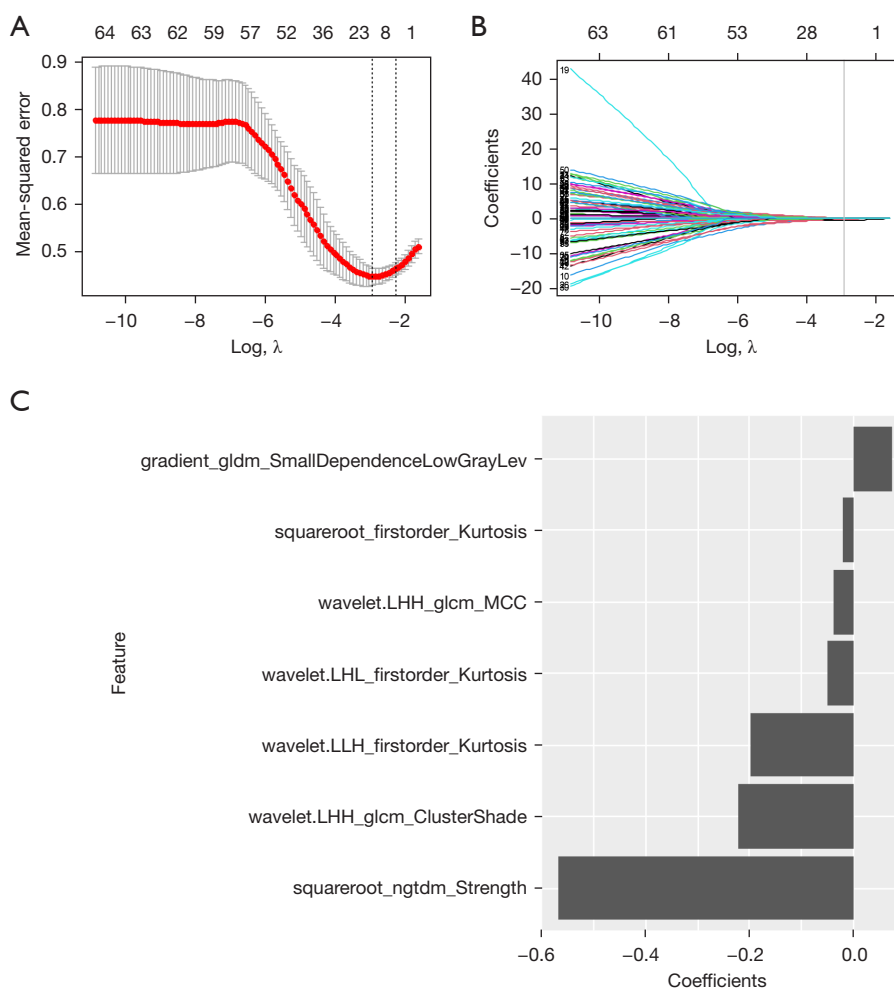 A
64 63 62 59 57 52 36 23 8 1
0.9
0.8
0.7
0.6
0.5
Mean-squared error
−10 −8 −6 −4 −2
Log, λ
B
63 61 53 28 1
40
30
20
10
0
−10
−20
Coefficients
19
10
−10 −8 −6 −4 −2
Log, λ
C
Feature
gradient_gldm_SmallDependenceLowGrayLev
squareroot_firstorder_Kurtosis
wavelet.LHH_glcm_MCC
wavelet.LHL_firstorder_Kurtosis
wavelet.LLH_firstorder_Kurtosis
wavelet.LHH_glcm_ClusterShade
squareroot_ngtdm_Strength
−0.6 −0.4 −0.2 0.0
Coefficients